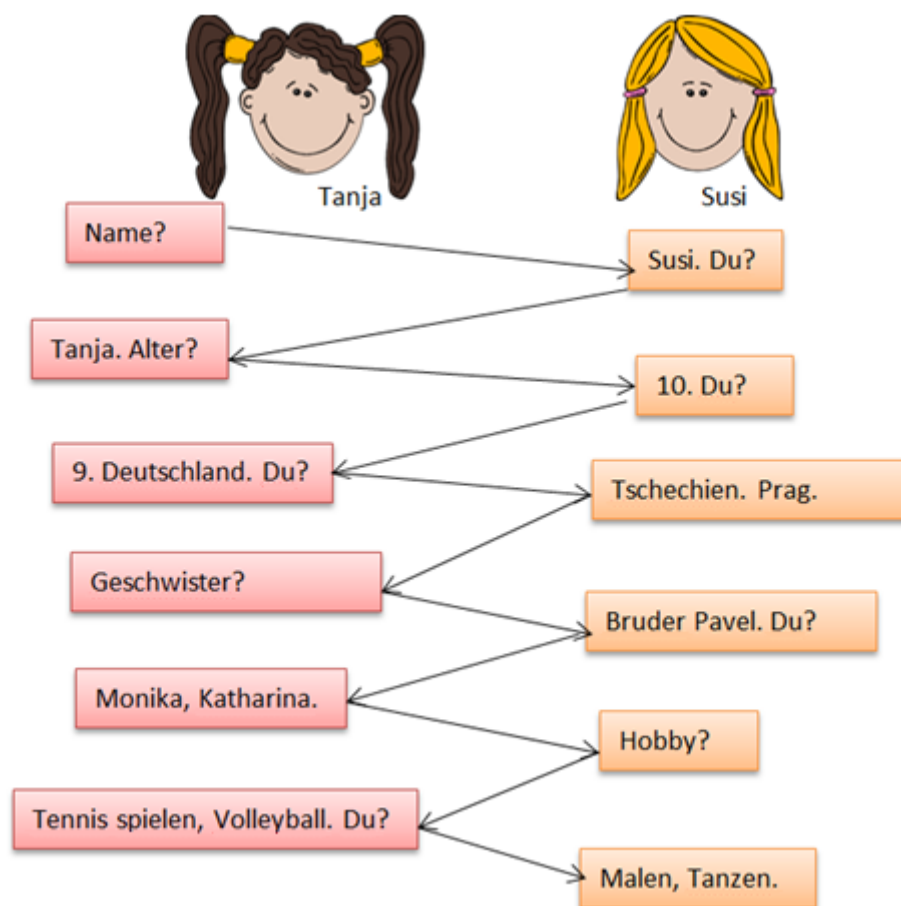 Tanja
Susi
Name?
Susi. Du?
Tanja. Alter?
10. Du?
9. Deutschland. Du?
Tschechien. Prag.
Geschwister?
Bruder Pavel. Du?
Monika, Katharina.
Hobby?
Tennis spielen, Volleyball. Du?
Malen, Tanzen.